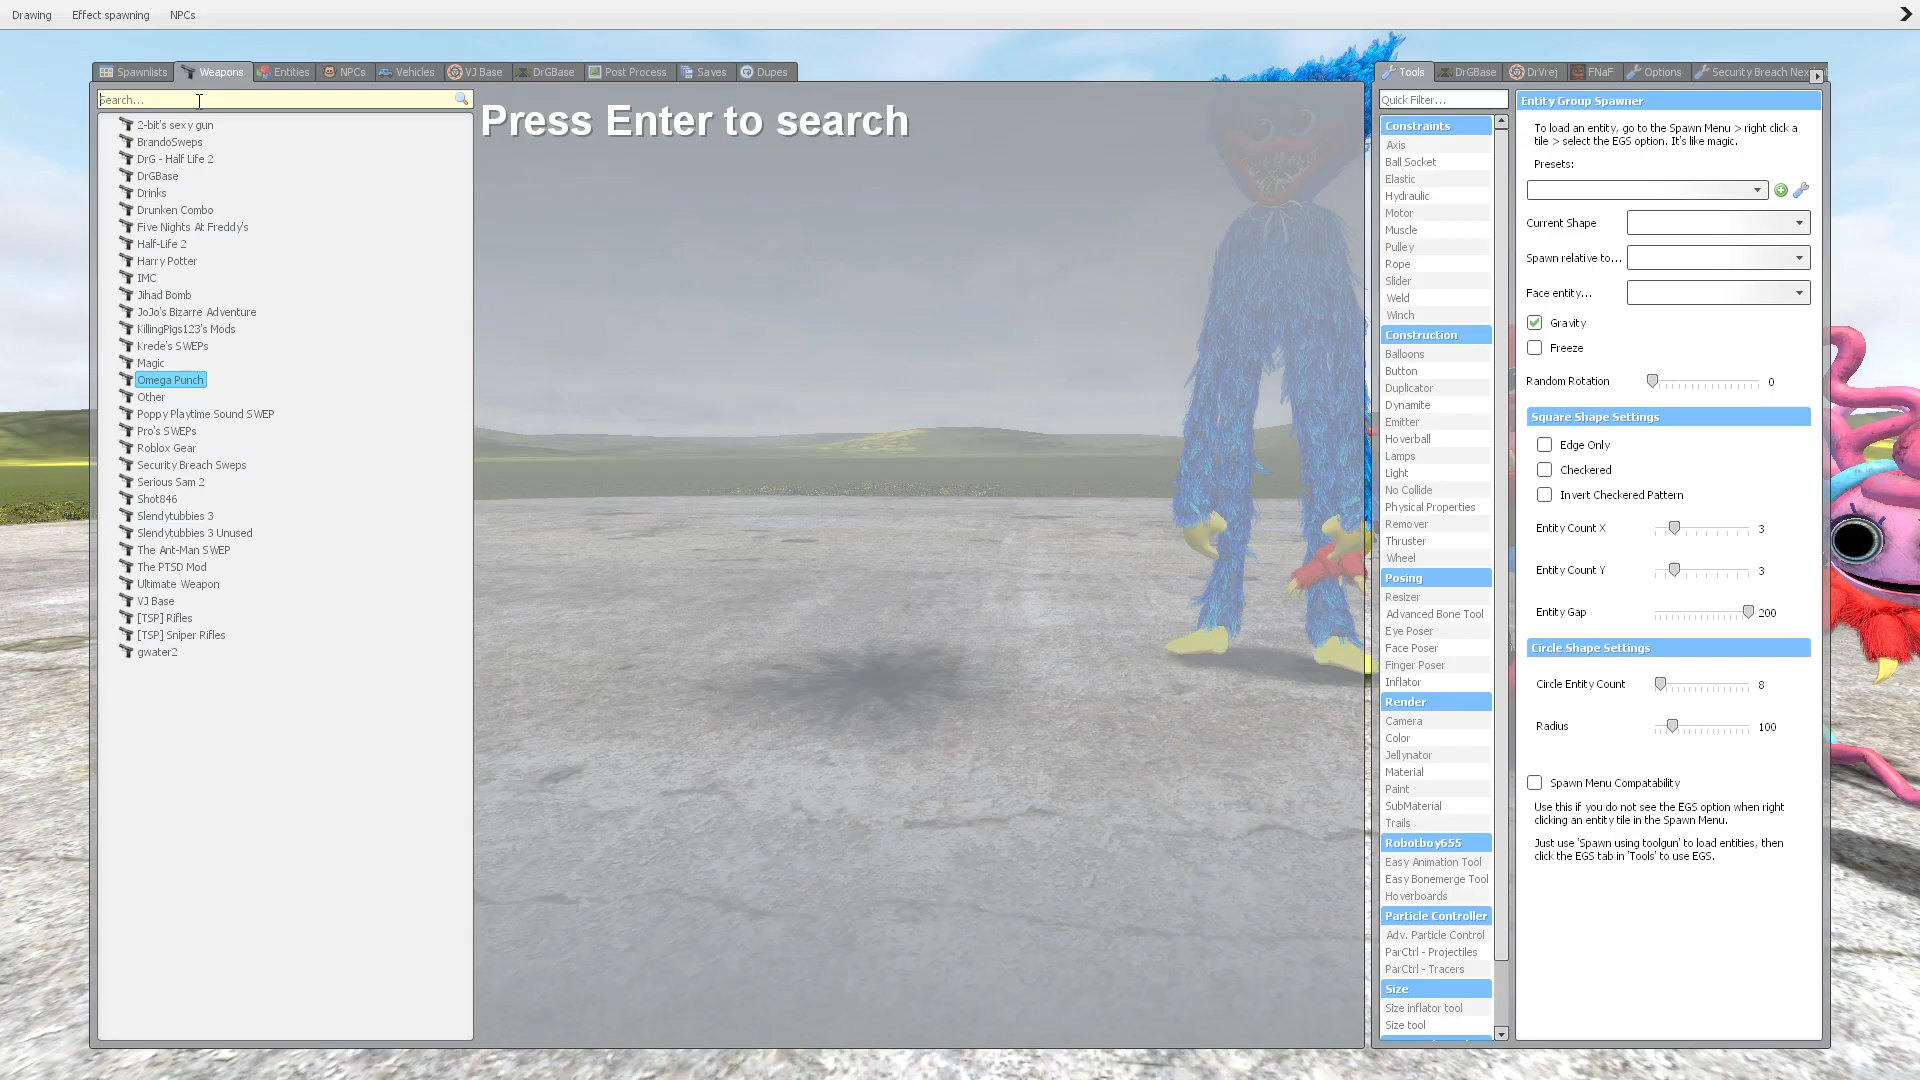 Drawing
Effect spawning
NPCs
Spawnlists
Weapons
Entities
NPCs
Vehicles
VJ Base
DrGBase
Post Process
Saves
Dupes
Search...
Press Enter to search
2-bit's sexy gun
BrandoSweps
DrG - Half Life 2
DrGBase
Drinks
Drunken Combo
Five Nights At Freddy's
Half-Life 2
Harry Potter
IMC
Jihad Bomb
JoJo's Bizarre Adventure
KillingPigs123's Mods
Krede's SWEPs
Magic
Omega Punch
Other
Poppy Playtime Sound SWEP
Pro's SWEPs
Roblox Gear
Security Breach Sweps
Serious Sam 2
Shot846
Slendytubbies 3
Slendytubbies 3 Unused
The Ant-Man SWEP
The PTSD Mod
Ultimate Weapon
VJ Base
[TSP] Rifles
[TSP] Sniper Rifles
gwater2
Tools
DrGBase
DrVrej
FNaF
Options
Security Breach Nex
Quick Filter...
Constraints
Axis
Ball Socket
Elastic
Hydraulic
Motor
Muscle
Pulley
Rope
Slider
Weld
Winch
Construction
Balloons
Button
Duplicator
Dynamite
Emitter
Hoverball
Lamps
Light
No Collide
Physical Properties
Remover
Thruster
Wheel
Posing
Resizer
Advanced Bone Tool
Eye Poser
Face Poser
Finger Poser
Inflator
Render
Camera
Color
Jellynator
Material
Paint
SubMaterial
Trails
Robotboy655
Easy Animation Tool
Easy Bonemerge Tool
Hoverboards
Particle Controller
Adv. Particle Control
ParCtrl - Projectiles
ParCtrl - Tracers
Size
Size inflator tool
Size tool
Entity Group Spawner
To load an entity, go to the Spawn Menu > right click a
tile > select the EGS option. It's like magic.
Presets:
Current Shape
Spawn relative to...
Face entity...
Gravity
Freeze
Random Rotation 0
Square Shape Settings
Edge Only
Checkered
Invert Checkered Pattern
Entity Count X 3
Entity Count Y 3
Entity Gap 200
Circle Shape Settings
Circle Entity Count 8
Radius 100
Spawn Menu Compatability
Use this if you do not see the EGS option when right
clicking an entity tile in the Spawn Menu.
Just use 'Spawn using toolgun' to load entities, then
click the EGS tab in 'Tools' to use EGS.